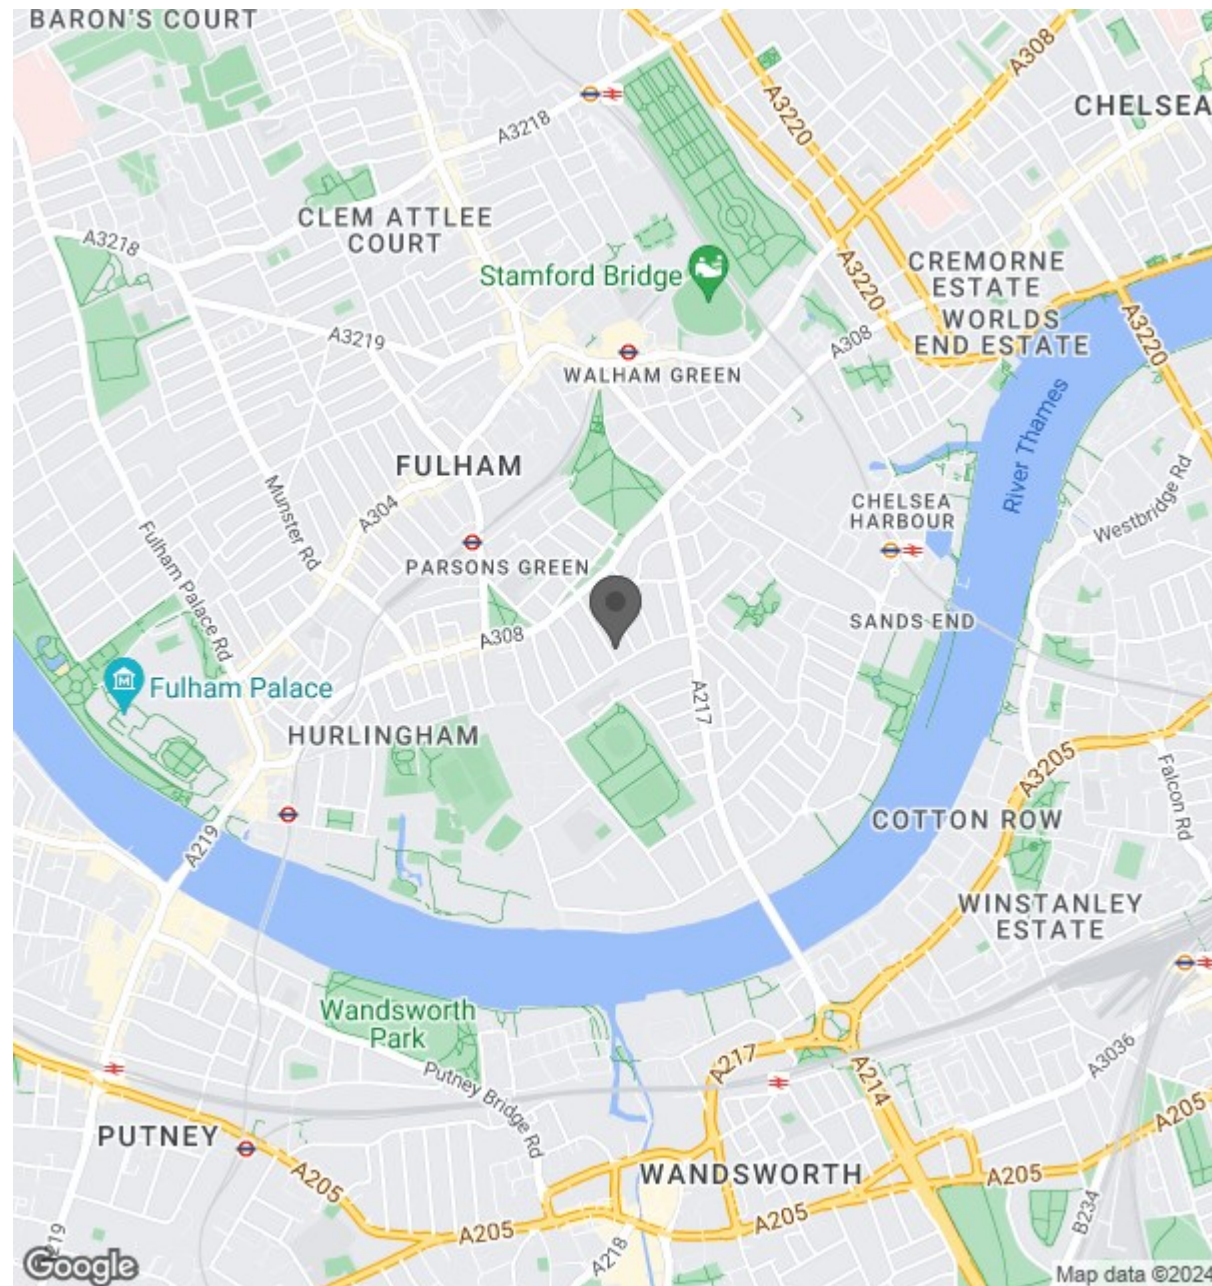 BARON'S COURT
A308
A3220
CHELSEA
A3218
CLEM ATTLEE
COURT
A3218
Stamford Bridge
A3220
CREMORNE
ESTATE
WORLDS
END ESTATE
A3220
A3219
A308
WALHAM GREEN
River Thames
FULHAM
Westbridge Rd
Munster Rd
A304
CHELSEA
HARBOUR
Fulham Palace Rd
PARSONS GREEN
SANDS END
A308
Fulham Palace
A217
HURLINGHAM
A3205
Falcon Rd
A219
COTTON ROW
WINSTANLEY
ESTATE
Wandsworth
Park
A217
A3036
Putney Bridge Rd
A214
PUTNEY
A205
A205
WANDSWORTH
A205
A205
A205
B234
A219
A218
Google
Map data ©2024